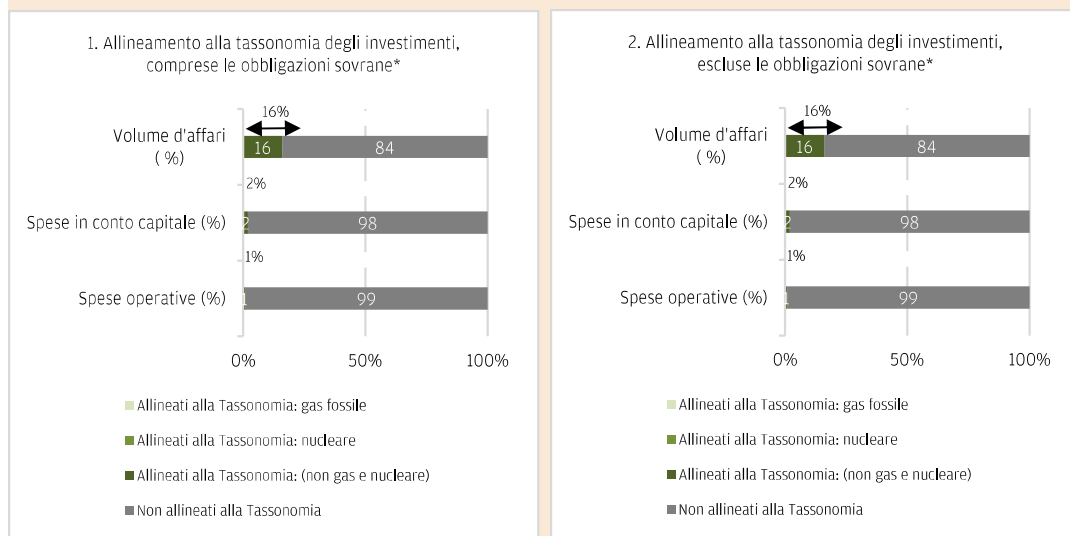 1. Allineamento alla tassonomia degli investimenti,
comprese le obbligazioni sovrane*
16%
Volume d'affari
( %)
16
84
2%
Spese in conto capitale (%)
2
98
1%
Spese operative (%)
1
99
0%
50%
100%
Allineati alla Tassonomia: gas fossile
Allineati alla Tassonomia: nucleare
Allineati alla Tassonomia: (non gas e nucleare)
Non allineati alla Tassonomia
2. Allineamento alla tassonomia degli investimenti,
escluse le obbligazioni sovrane*
16%
Volume d'affari
( %)
16
84
2%
Spese in conto capitale (%)
2
98
1%
Spese operative (%)
1
99
0%
50%
100%
Allineati alla Tassonomia: gas fossile
Allineati alla Tassonomia: nucleare
Allineati alla Tassonomia: (non gas e nucleare)
Non allineati alla Tassonomia